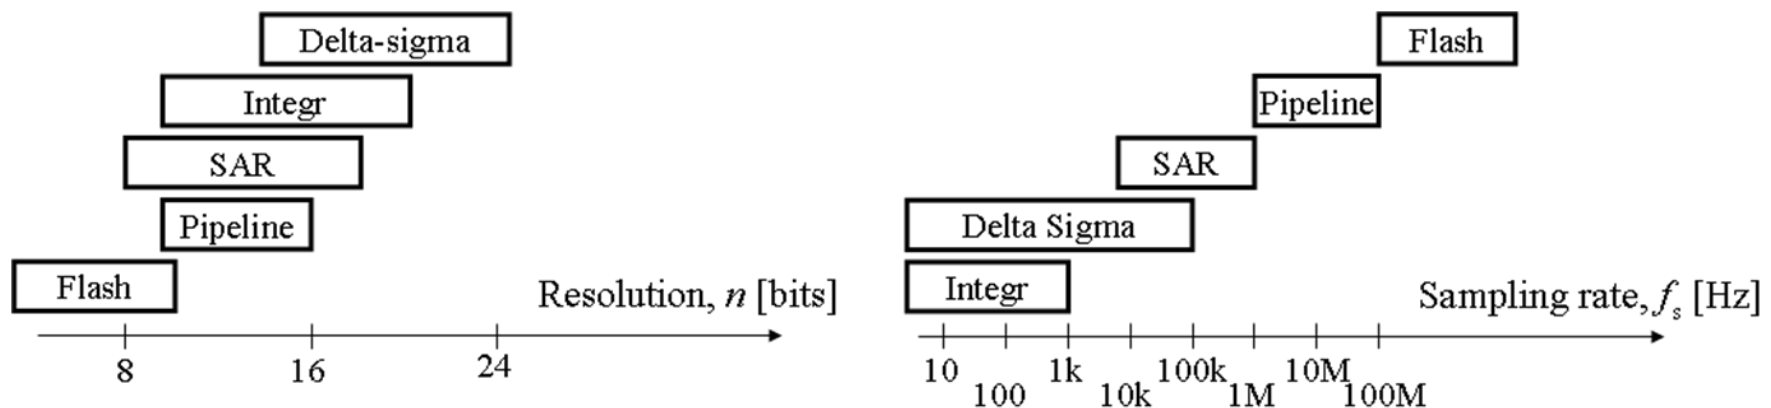 Delta-sigma
Integr
SAR
Pipeline
Flash
Resolution, n [bits]
8 16 24
Flash
Pipeline
SAR
Delta Sigma
Integr
Sampling rate, fs [Hz]
10 1k 100k 10M
100 10k 1M 100M